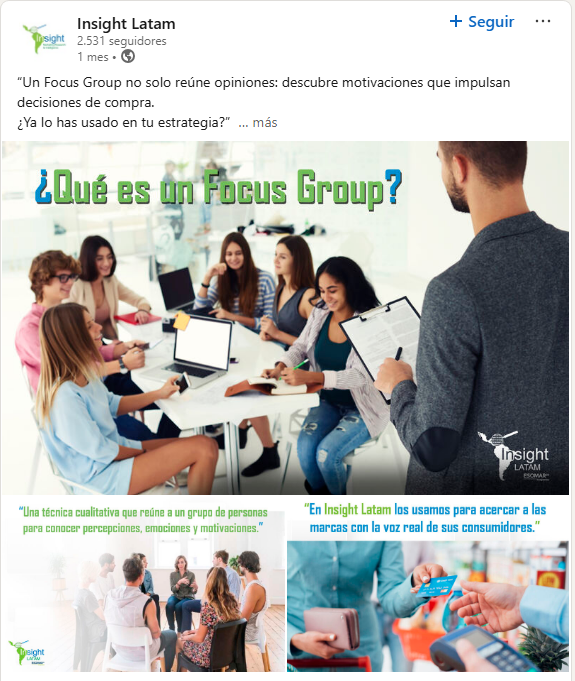 Insight
Insight Latam
2.531 seguidores
1 mes •
+ Seguir
...
“Un Focus Group no solo reúne opiniones: descubre motivaciones que impulsan
decisiones de compra.
¿Ya lo has usado en tu estrategia?” ... más
¿Qué es un Focus Group?
Insight
LATAM
ESOMAR
“Una técnica cualitativa que reúne a un grupo de personas
para conocer percepciones, emociones y motivaciones.”
Insight
LATAM
“En Insight Latam los usamos para acercar a las
marcas con la voz real de sus consumidores.”